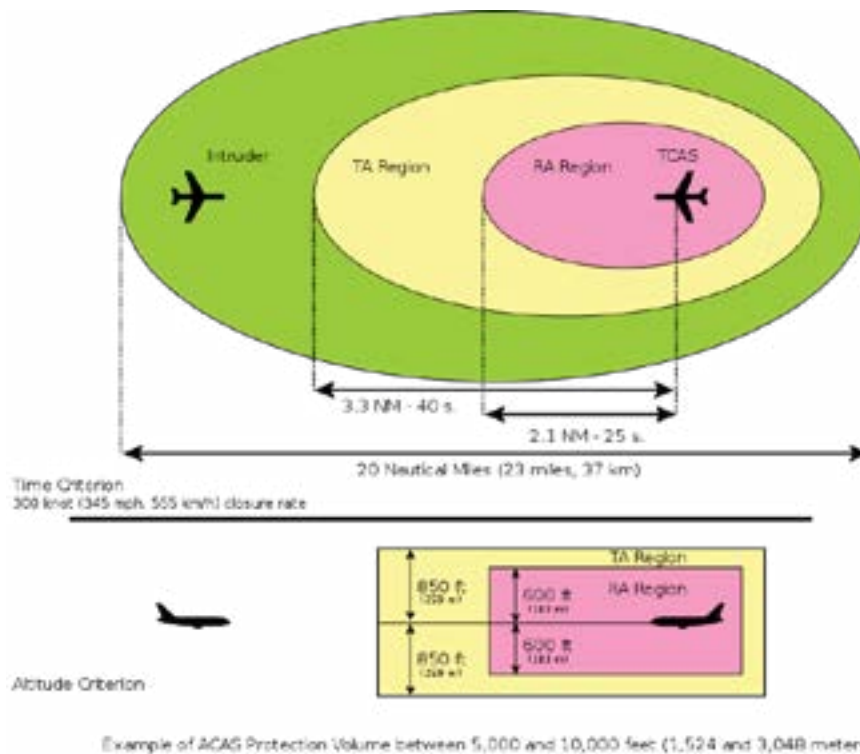 Intruder
TA Region
RA Region
TCAS
3.3 NM - 40 s.
2.1 NM - 25 s.
20 Nautical Miles (23 miles, 37 km)
Time Criterion
300 knot (345 mph, 555 km/h) closure rate
TA Region
RA Region
850 ft
600 ft
600 ft
850 ft
Altitude Criterion
Example of ACAS Protection Volume between 5,000 and 10,000 feet (1,524 and 3,048 meter